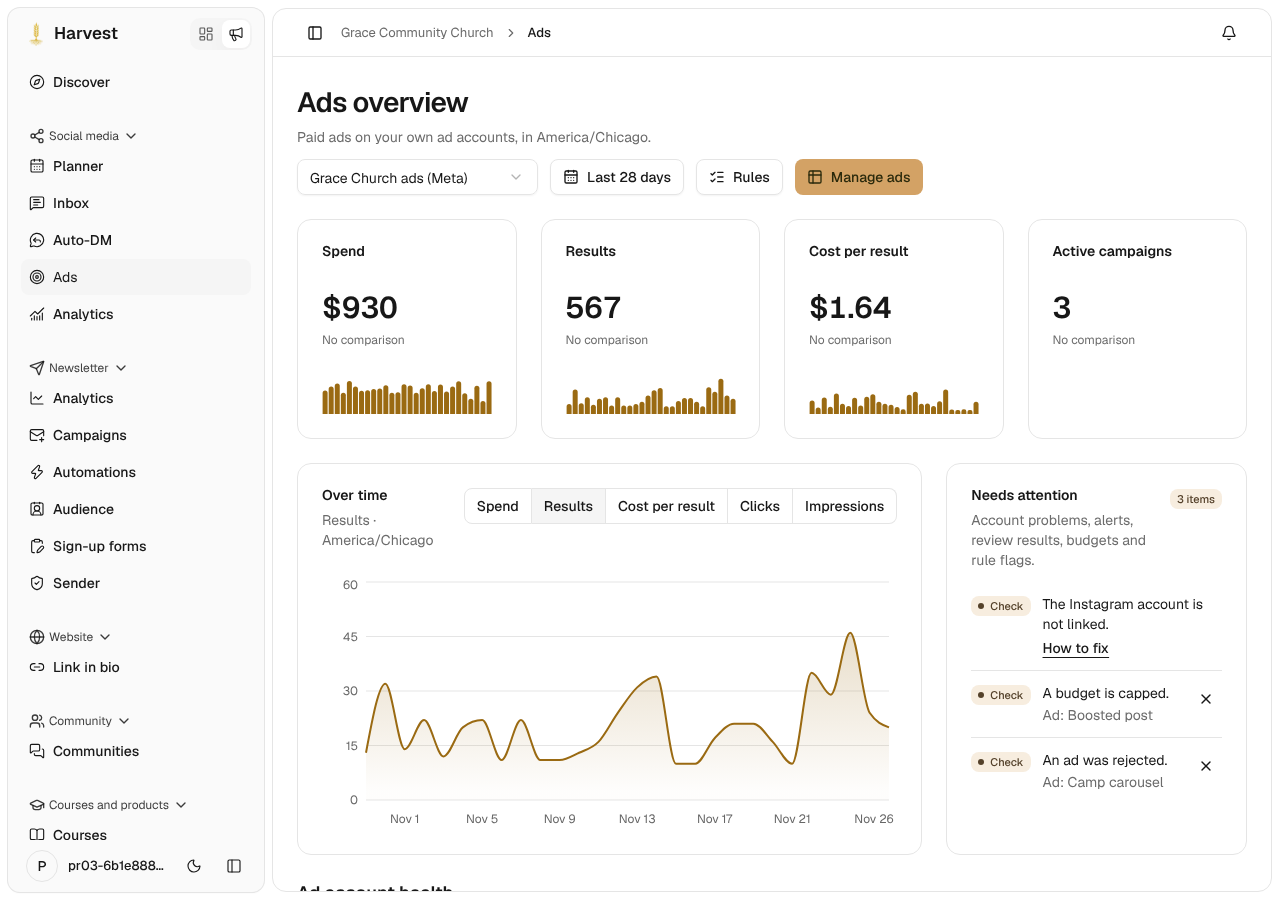 Harvest
Discover
Social media
Planner
Inbox
Auto-DM
Ads
Analytics
Newsletter
Analytics
Campaigns
Automations
Audience
Sign-up forms
Sender
Website
Link in bio
Community
Communities
Courses and products
Courses
P
pr03-6b1e888...
Grace Community Church
Ads
Ads overview
Paid ads on your own ad accounts, in America/Chicago.
Grace Church ads (Meta)
Last 28 days
Rules
Manage ads
Spend
$930
No comparison
Results
567
No comparison
Cost per result
$1.64
No comparison
Active campaigns
3
No comparison
Over time
Results ·
America/Chicago
Spend
Results
Cost per result
Clicks
Impressions
60
45
30
15
0
Nov 1
Nov 5
Nov 9
Nov 13
Nov 17
Nov 21
Nov 26
Needs attention
3 items
Account problems, alerts,
review results, budgets and
rule flags.
Check
The Instagram account is
not linked.
How to fix
Check
A budget is capped.
Ad: Boosted post
Check
An ad was rejected.
Ad: Camp carousel
Ad account health